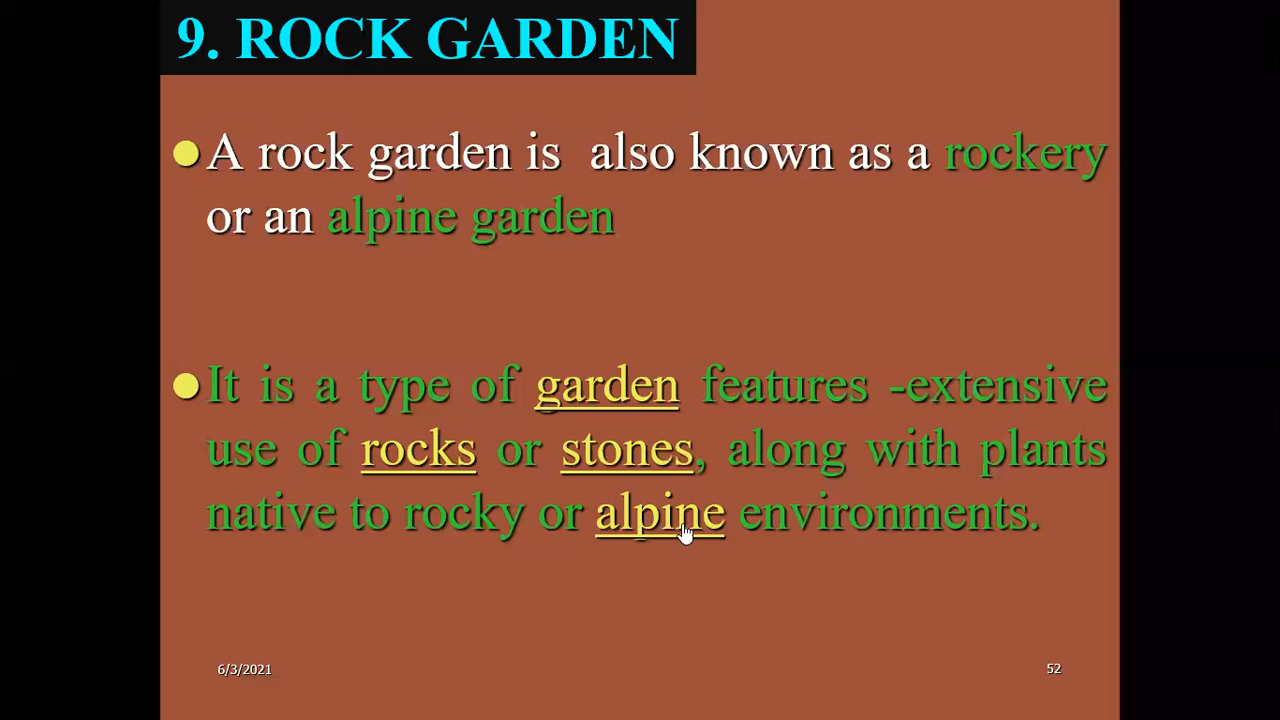 9. ROCK GARDEN
A rock garden is also known as a rockery
or an alpine garden
It is a type of garden features -extensive
use of rocks or stones, along with plants
native to rocky or alpine environments.
6/3/2021
52